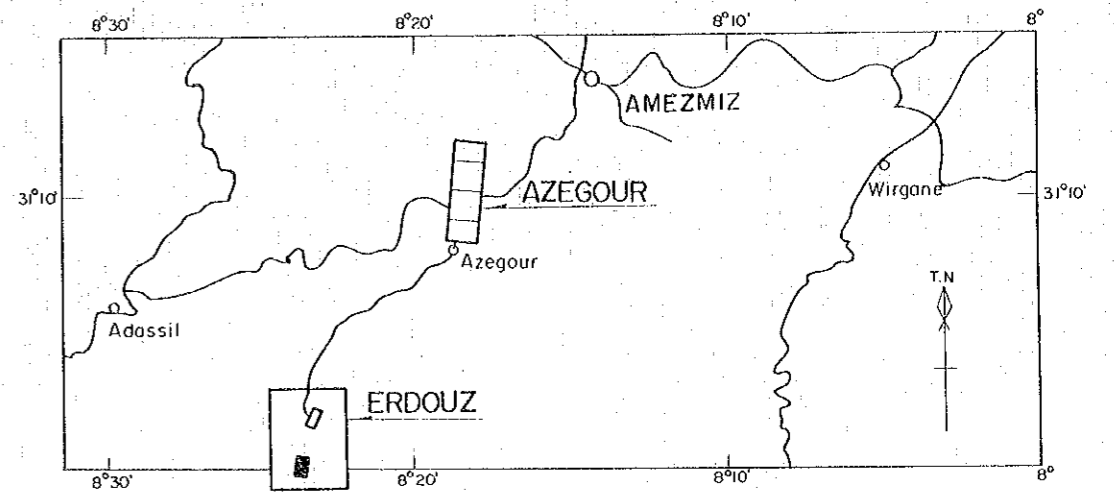 8°30' 8°20' 8°10' 8°
AMEZMIZ
31°10' AZEGOUR Wirgane 31°10'
Azegour
T.N
Adassil
ERDOUZ
8°30' 8°20' 8°10' 8°